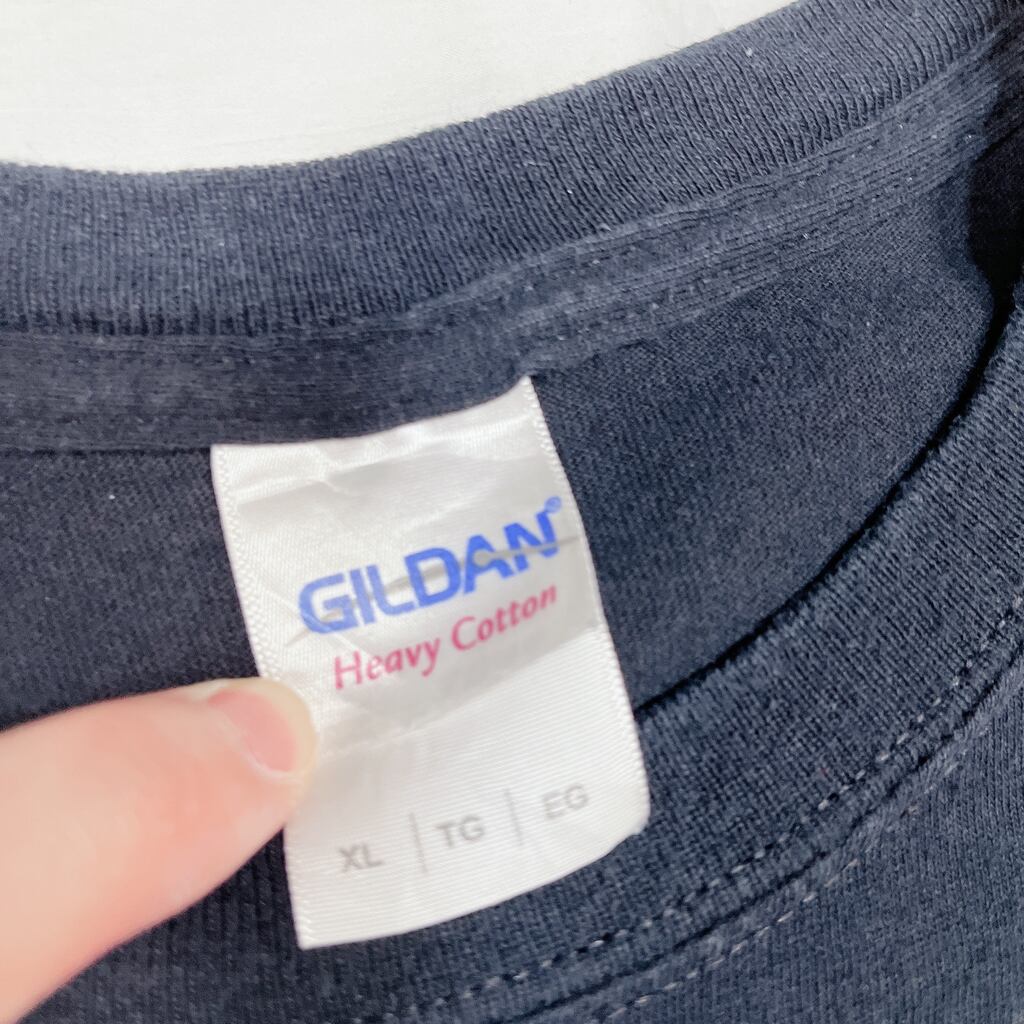 GILDAN®
Heavy Cotton
XL | TG | EG